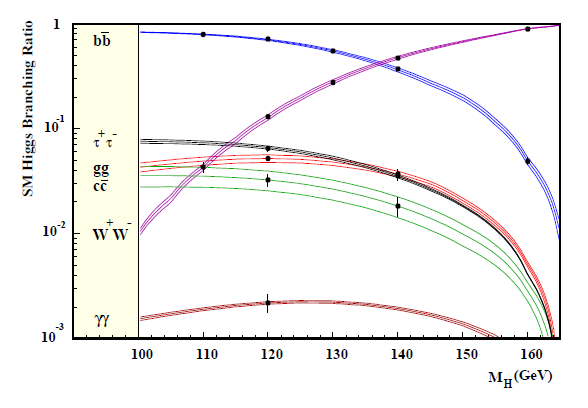 SM Higgs Branching Ratio
1
10⁻¹
10⁻²
10⁻³
bb̅
τ⁺τ⁻
gg
cc̅
W⁺W⁻
γγ
100 110 120 130 140 150 160
M_H (GeV)